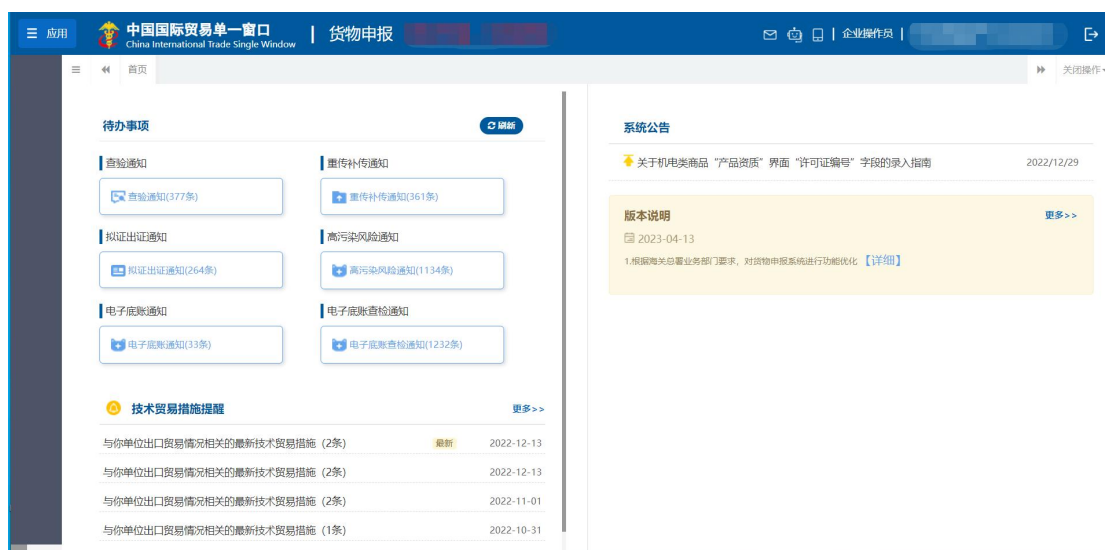 应用
中国国际贸易单一窗口
China International Trade Single Window
货物申报
企业操作员
首页
关闭操作
待办事项
刷新
查验通知
查验通知(377条)
重传补传通知
重传补传通知(361条)
拟证出证通知
拟证出证通知(264条)
高污染风险通知
高污染风险通知(1134条)
电子底账通知
电子底账通知(33条)
电子底账查检通知
电子底账查检通知(1232条)
技术贸易措施提醒
更多>>
与你单位出口贸易情况相关的最新技术贸易措施（2条） 最新 2022-12-13
与你单位出口贸易情况相关的最新技术贸易措施（2条） 2022-12-13
与你单位出口贸易情况相关的最新技术贸易措施（2条） 2022-11-01
与你单位出口贸易情况相关的最新技术贸易措施（1条） 2022-10-31
系统公告
关于机电类商品“产品资质”界面“许可证编号”字段的录入指南 2022/12/29
版本说明
更多>>
2023-04-13
1.根据海关总署业务部门要求，对货物申报系统进行功能优化 【详细】